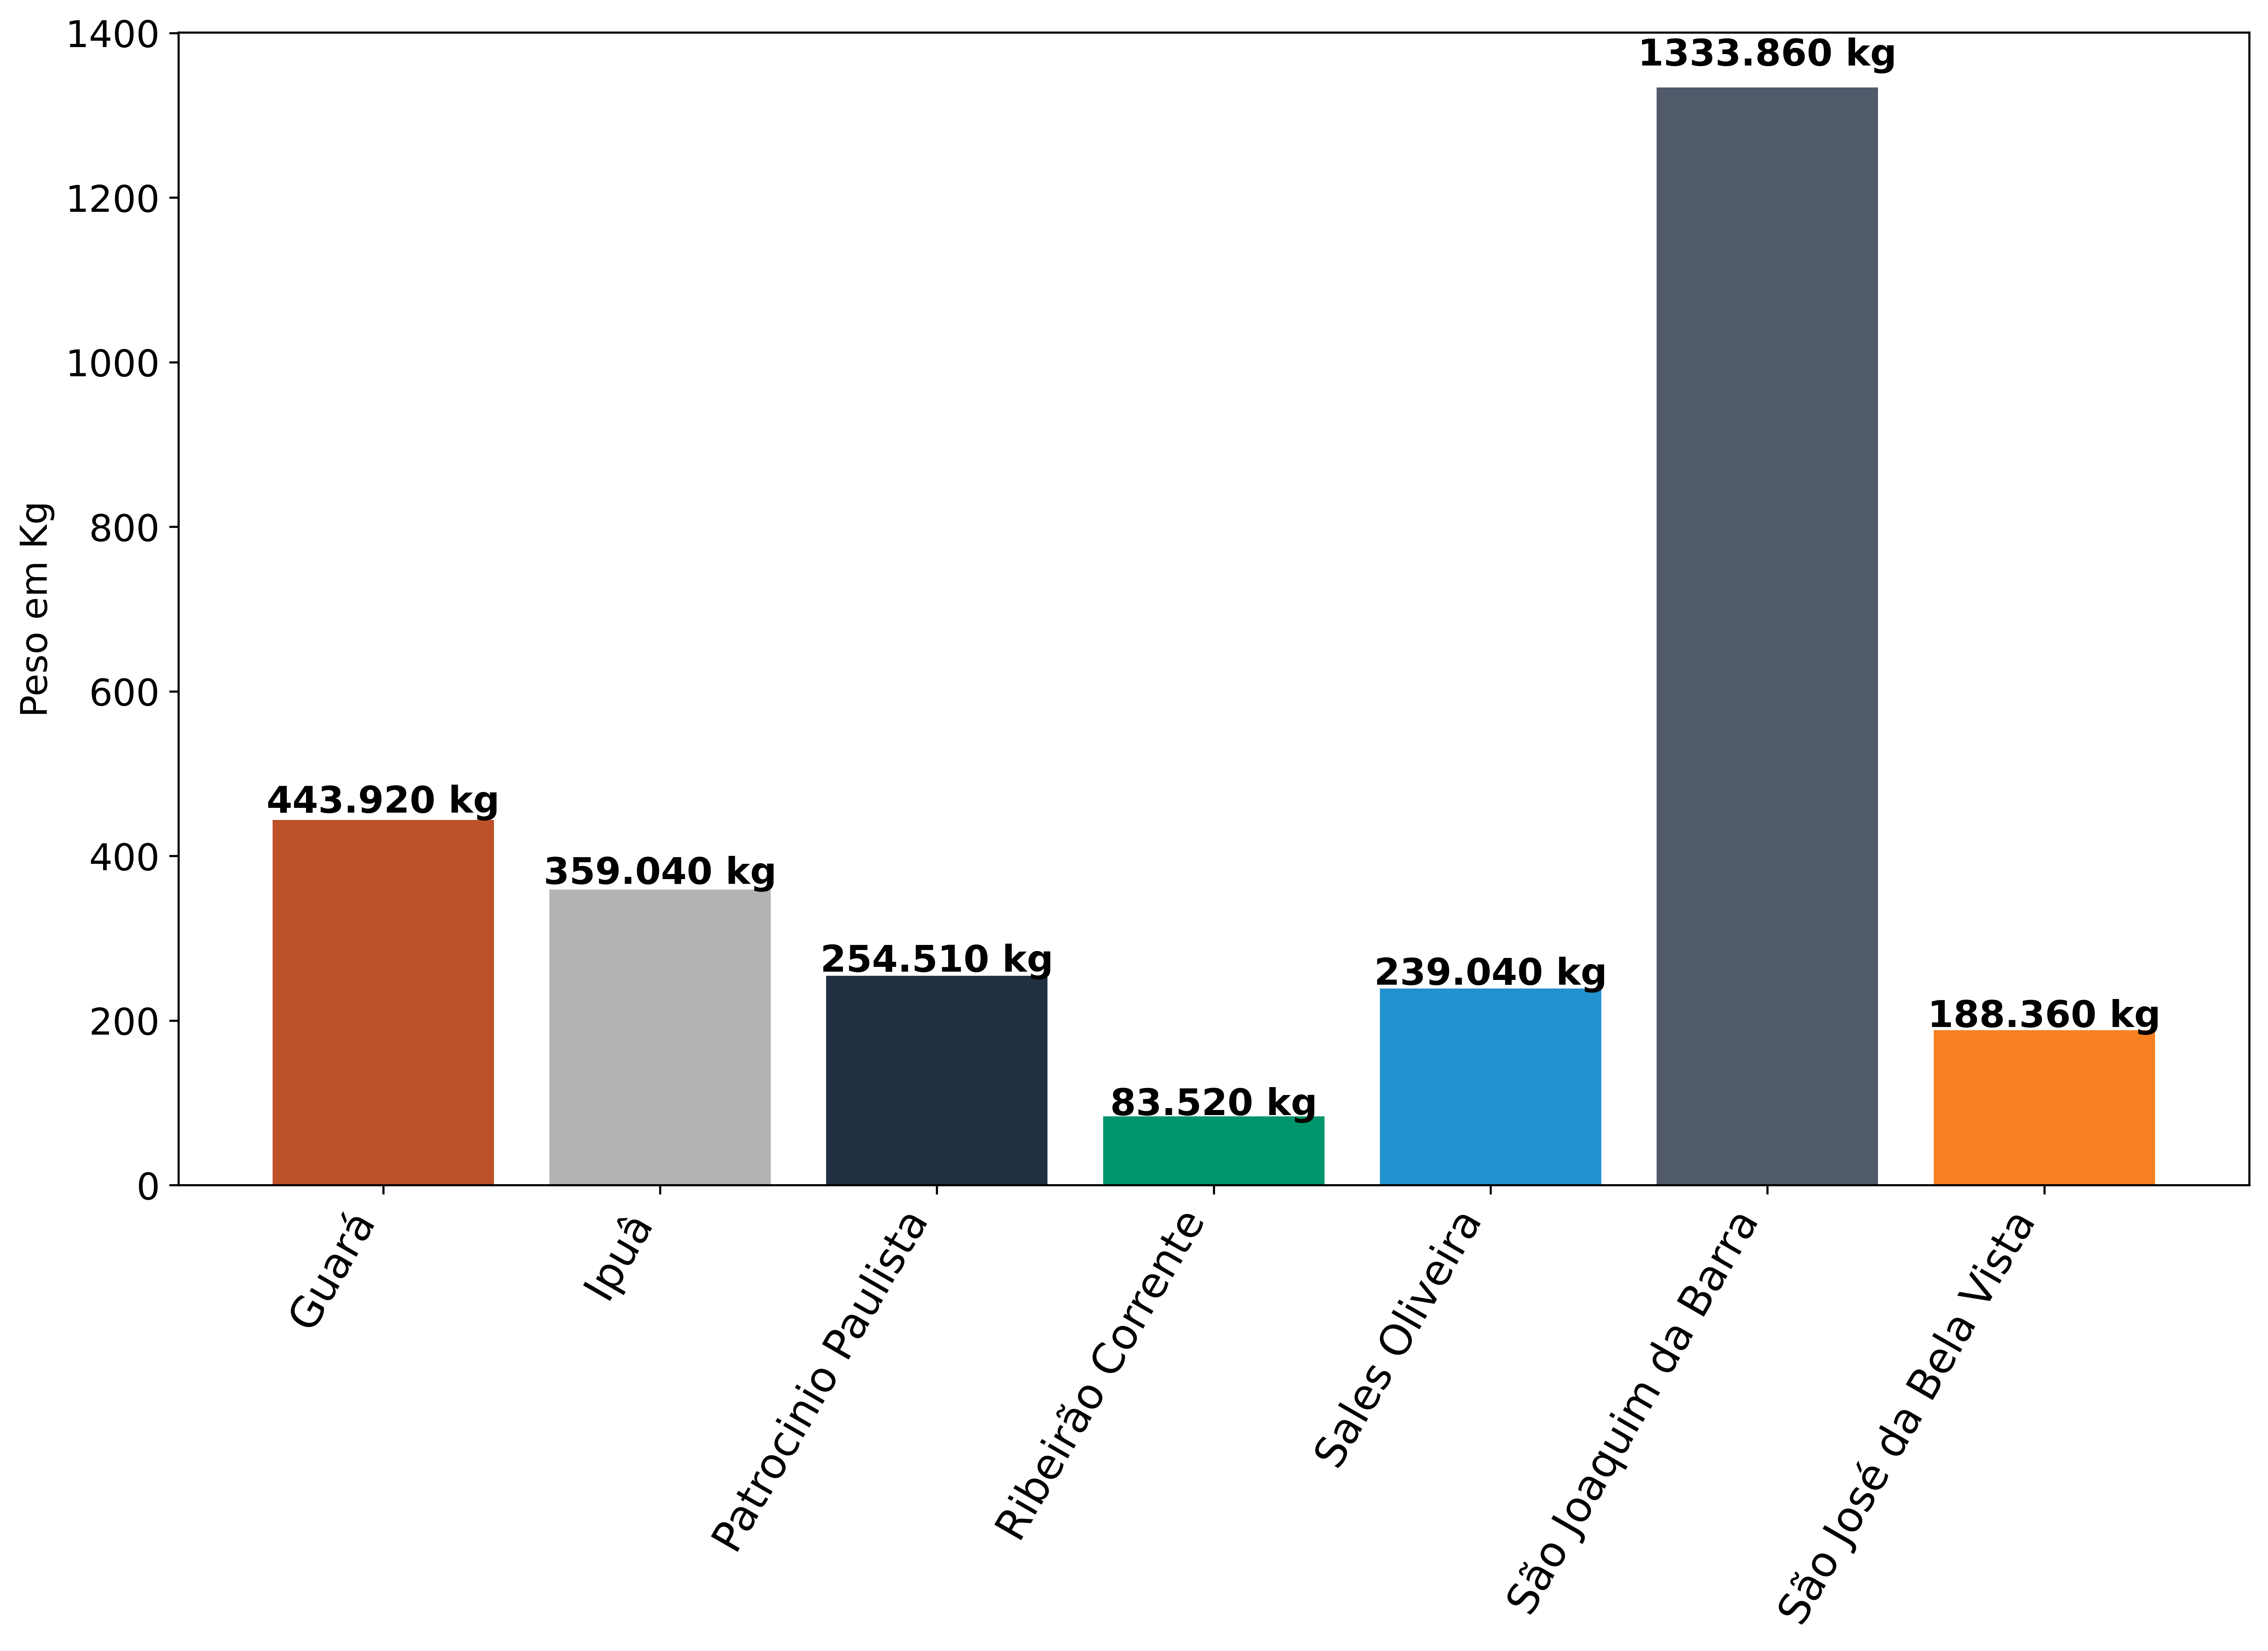 Peso em Kg
1400
1200
1000
800
600
400
200
0
443.920 kg
359.040 kg
254.510 kg
83.520 kg
239.040 kg
1333.860 kg
188.360 kg
Guará
Ipuâ
Patrocinio Paulista
Ribeirão Corrente
Sales Oliveira
São Joaquim da Barra
São José da Bela Vista